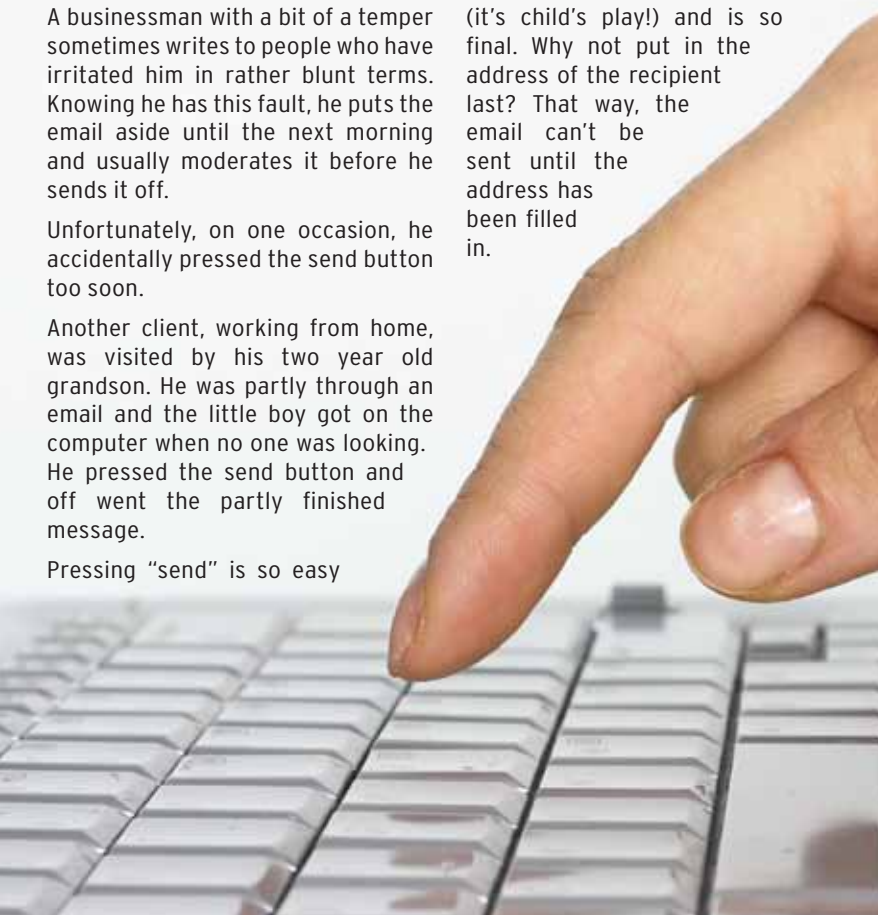 A businessman with a bit of a temper
sometimes writes to people who have
irritated him in rather blunt terms.
Knowing he has this fault, he puts the
email aside until the next morning
and usually moderates it before he
sends it off.
Unfortunately, on one occasion, he
accidentally pressed the send button
too soon.
Another client, working from home,
was visited by his two year old
grandson. He was partly through an
email and the little boy got on the
computer when no one was looking.
He pressed the send button and
off went the partly finished
message.
Pressing “send” is so easy
(it's child's play!) and is so
final. Why not put in the
address of the recipient
last? That way, the
email can't be
sent until the
address has
been filled
in.